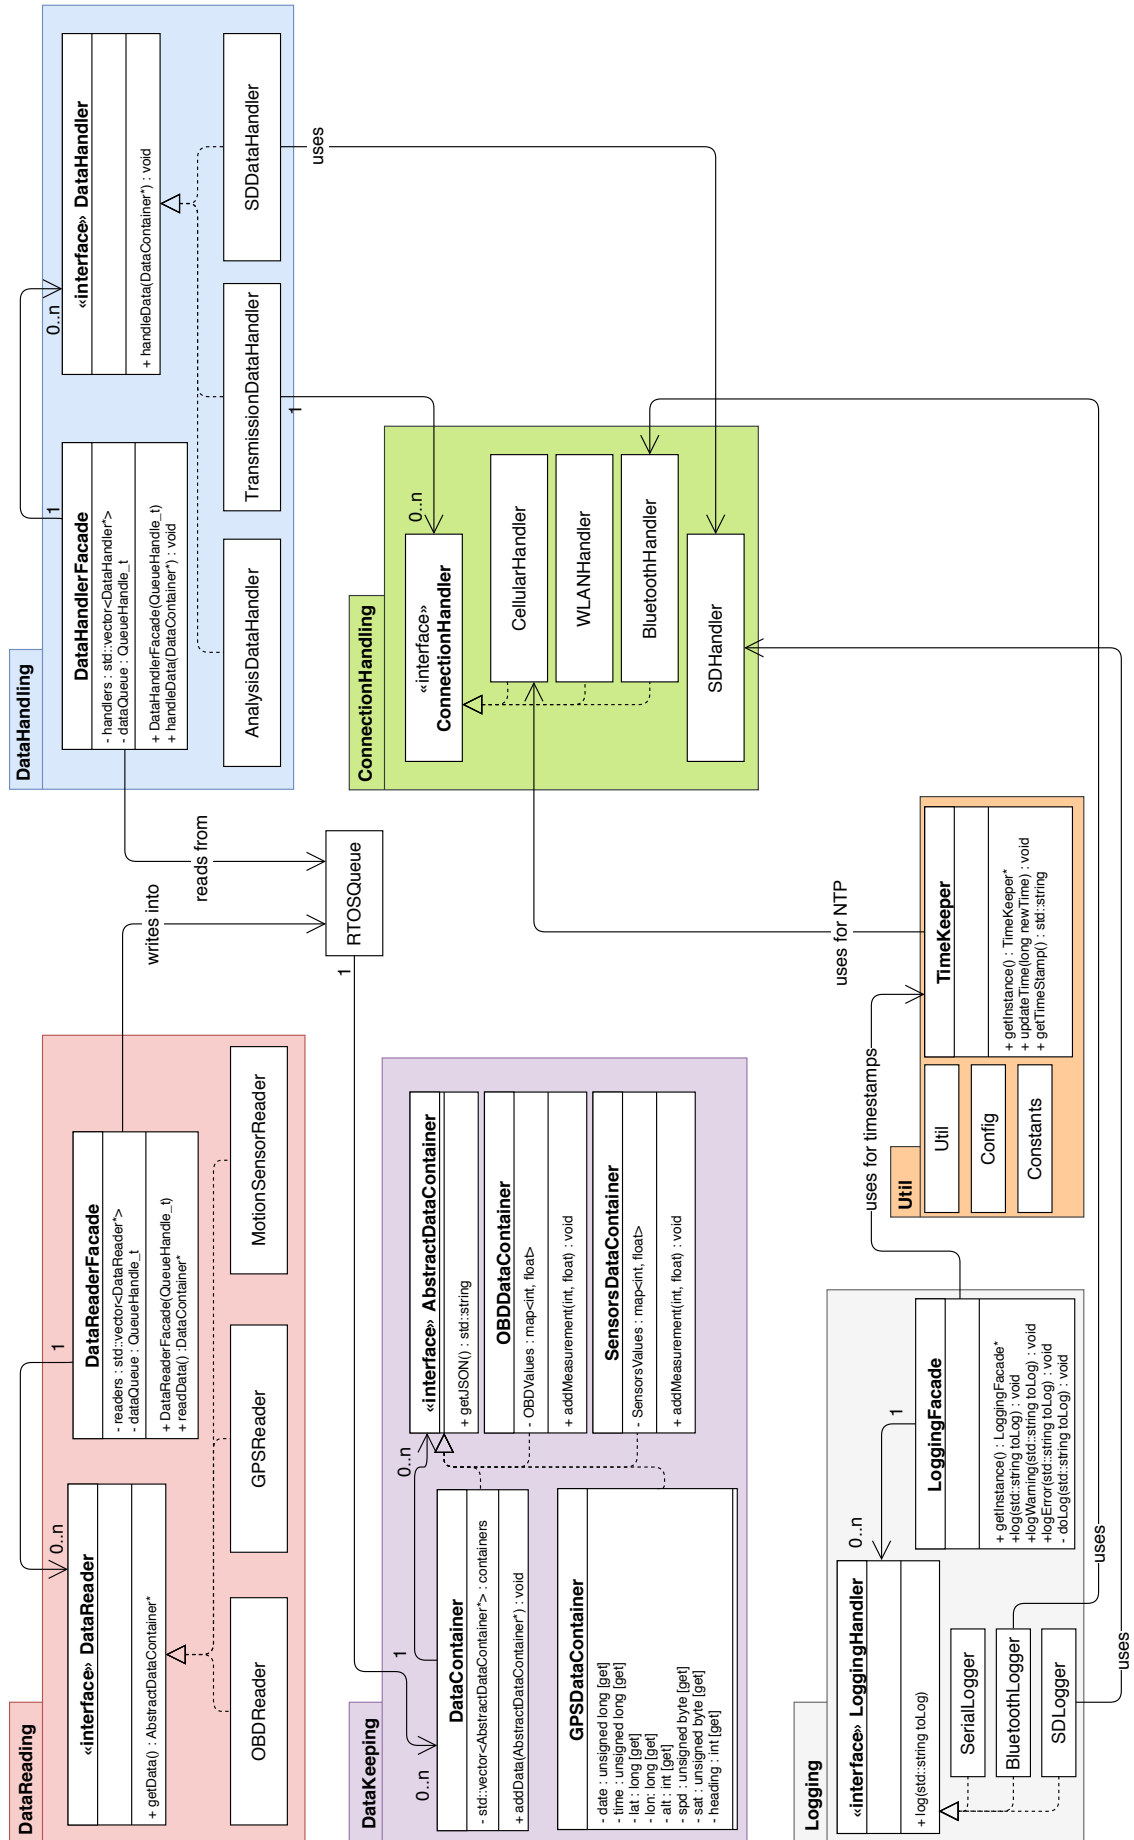 DataReading
«interface» DataReader
+ getData() : AbstractDataContainer*
0..n
1
DataReaderFacade
- readers : std::vector<DataReader*>
- dataQueue : QueueHandle_t
+ DataReaderFacade(QueueHandle_t)
+ readData() :DataContainer*
OBDReader
GPSReader
MotionSensorReader
writes into
reads from
RTOSQueue
1
DataHandling
DataHandlerFacade
- handlers : std::vector<DataHandler*>
- dataQueue : QueueHandle_t
+ DataHandlerFacade(QueueHandle_t)
+ handleData(DataContainer*) : void
1
0..n
«interface» DataHandler
+ handleData(DataContainer*) : void
AnalysisDataHandler
TransmissionDataHandler
SDDataHandler
1
uses
DataKeeping
0..n
DataContainer
- std::vector<AbstractDataContainer*> : containers
+ addData(AbstractDataContainer*) : void
1
0..n
«interface» AbstractDataContainer
+ getJSON() : std::string
OBDDataContainer
- OBDValues : map<int, float>
+ addMeasurement(int, float) : void
SensorsDataContainer
- SensorsValues : map<int, float>
+ addMeasurement(int, float) : void
GPSDataContainer
- date : unsigned long [get]
- time : unsigned long [get]
- lat : long [get]
- lon: long [get]
- alt : int [get]
- spd : unsigned byte [get]
- sat : unsigned byte [get]
- heading : int [get]
ConnectionHandling
«interface»
ConnectionHandler
0..n
CellularHandler
WLANHandler
BluetoothHandler
SDHandler
Logging
«interface» LoggingHandler
+ log(std::string toLog)
0..n
1
LoggingFacade
+ getInstance() : LoggingFacade*
+log(std::string toLog) : void
+logWarning(std::string toLog) : void
+logError(std::string toLog) : void
- doLog(std::string toLog) : void
SerialLogger
BluetoothLogger
SDLogger
uses
uses
uses for timestamps
uses for NTP
Util
Util
Config
Constants
TimeKeeper
+ getInstance() : TimeKeeper*
+ updateTime(long newTime) : void
+ getTimeStamp() : std::string